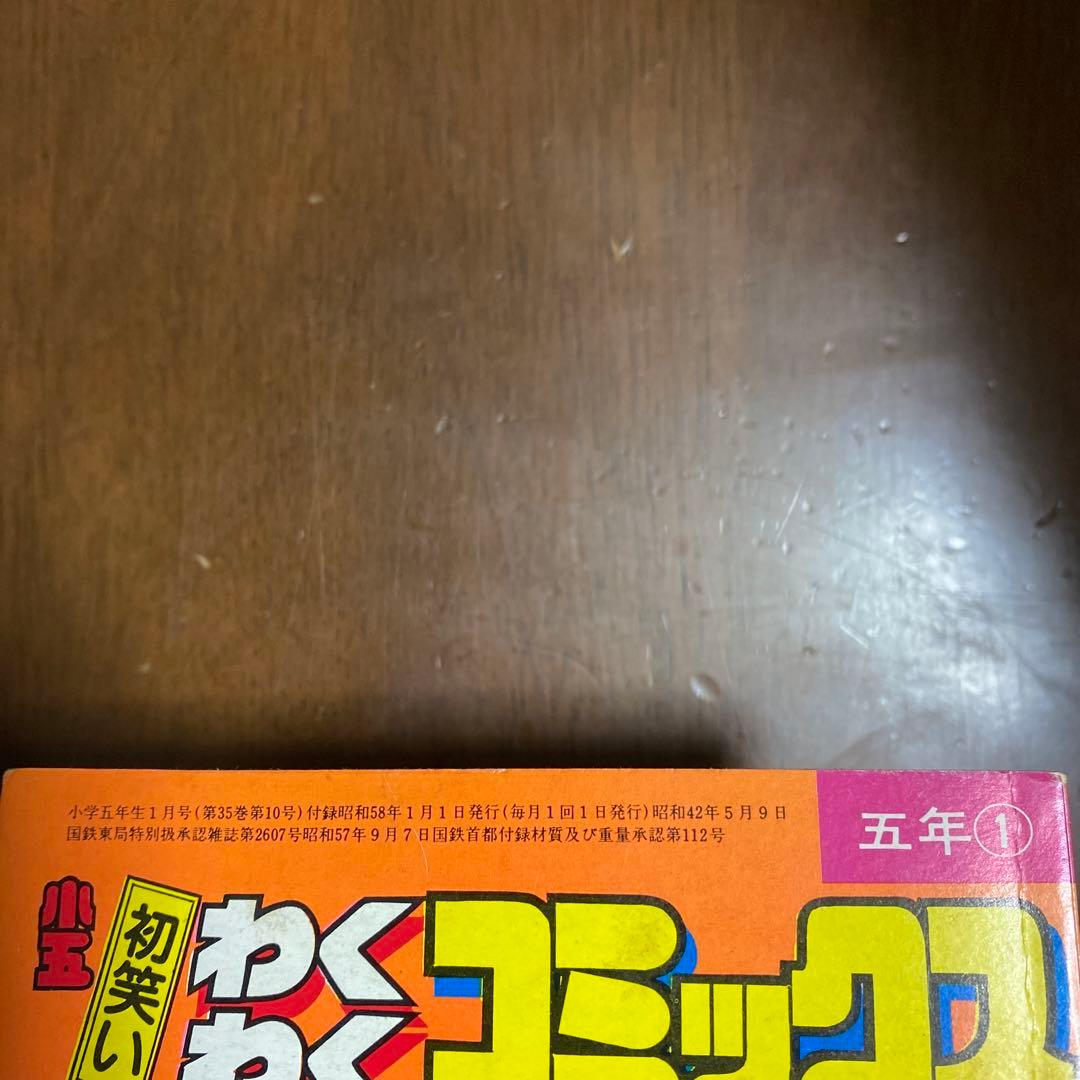 小学五年生1月号(第35巻第10号)付録昭和58年1月1日発行(毎月1回1日発行)昭和42年5月9日
国鉄東局特別扱承認雑誌第2607号昭和57年9月7日国鉄首都付録材質及び重量承認第112号
五年①
小五
初笑い
わく
わく
コミックス